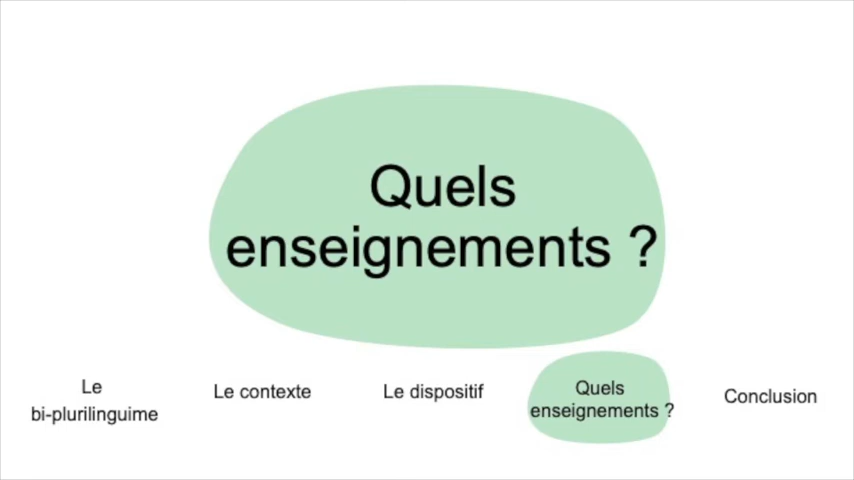 Quels
enseignements ?
Le
bi-plurilinguime
Le contexte
Le dispositif
Quels
enseignements ?
Conclusion